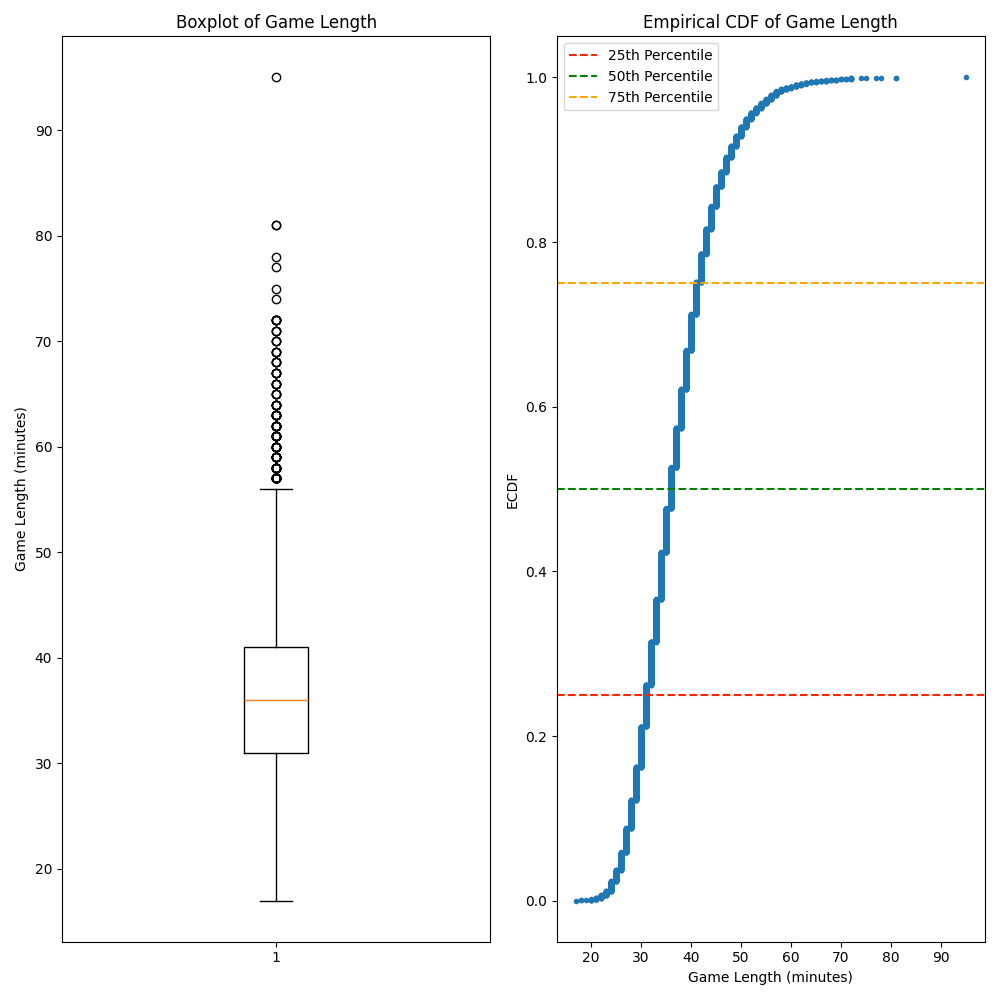 Boxplot of Game Length
Game Length (minutes)
90
80
70
60
50
40
30
20
1
Empirical CDF of Game Length
25th Percentile
50th Percentile
75th Percentile
ECDF
1.0
0.8
0.6
0.4
0.2
0.0
20 30 40 50 60 70 80 90
Game Length (minutes)